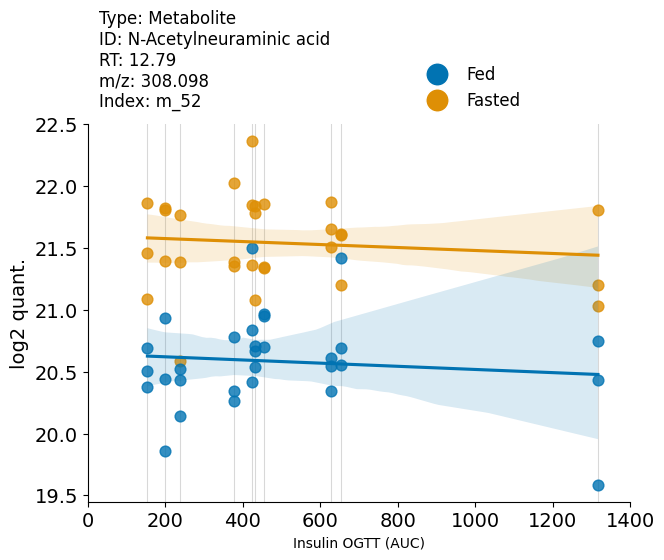 Type: Metabolite
ID: N-Acetylneuraminic acid
RT: 12.79
m/z: 308.098
Index: m_52
Fed
Fasted
22.5
22.0
21.5
21.0
20.5
20.0
19.5
log2 quant.
0 200 400 600 800 1000 1200 1400
Insulin OGTT (AUC)